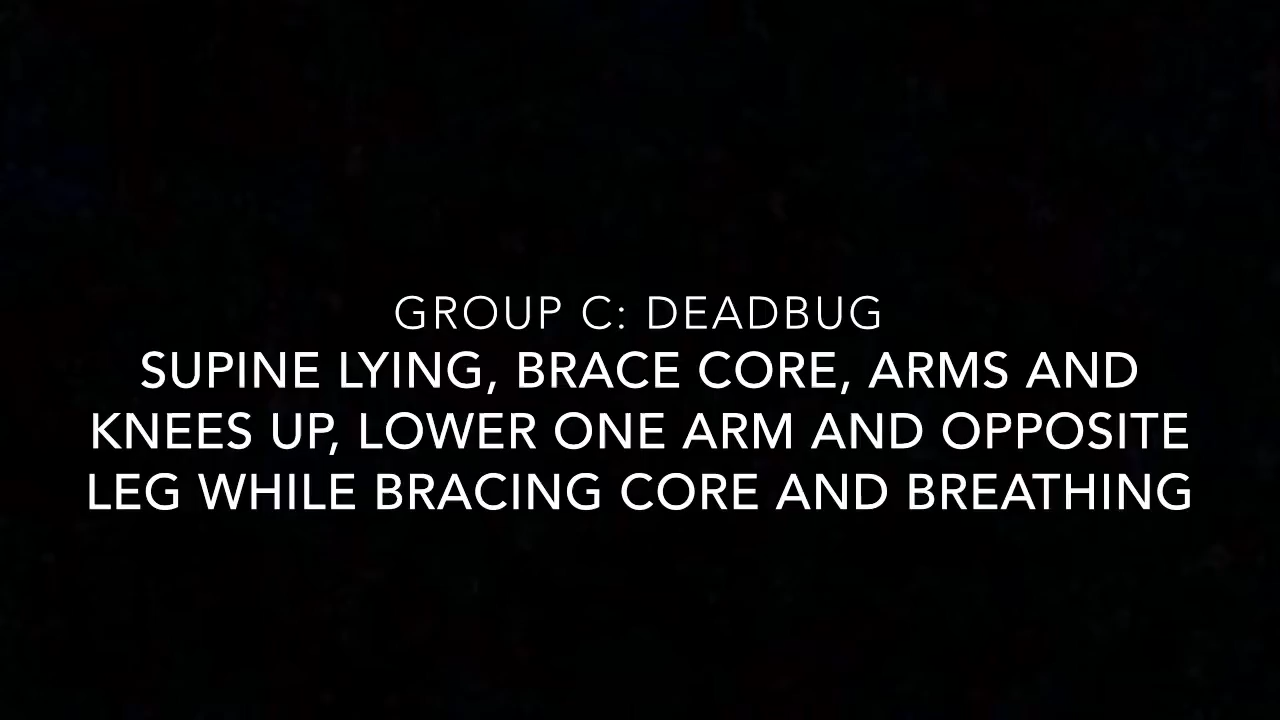 GROUP C: DEADBUG
SUPINE LYING, BRACE CORE, ARMS AND
KNEES UP, LOWER ONE ARM AND OPPOSITE
LEG WHILE BRACING CORE AND BREATHING